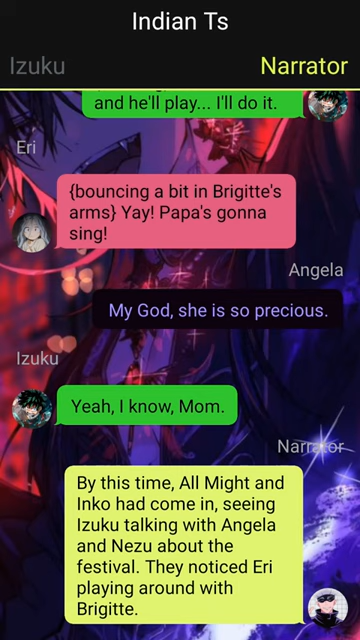 Indian Ts
Izuku
Narrator
and he'll play... I'll do it.
Eri
{bouncing a bit in Brigitte's
arms} Yay! Papa's gonna
sing!
Angela
My God, she is so precious.
Izuku
Yeah, I know, Mom.
Narrator
By this time, All Might and
Inko had come in, seeing
Izuku talking with Angela
and Nezu about the
festival. They noticed Eri
playing around with
Brigitte.